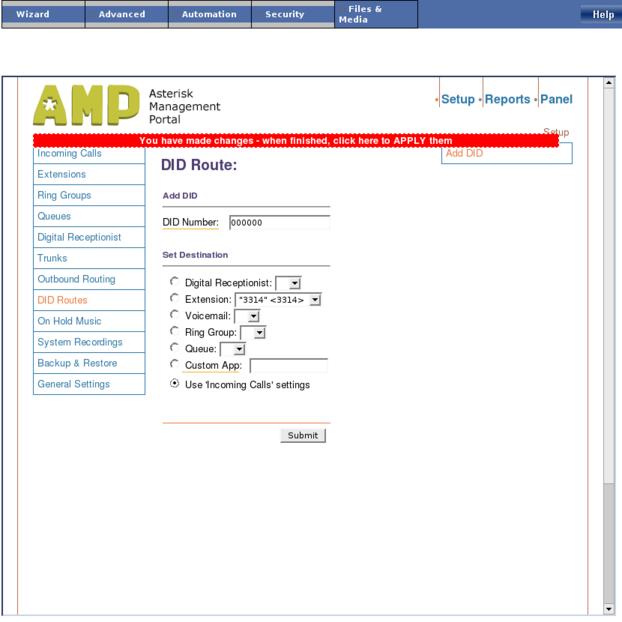 Wizard Advanced Automation Security Files & Media Help
AMP
Asterisk
Management
Portal
Setup • Reports • Panel
Setup
You have made changes - when finished, click here to APPLY them
Incoming Calls
Extensions
Ring Groups
Queues
Digital Receptionist
Trunks
Outbound Routing
DID Routes
On Hold Music
System Recordings
Backup & Restore
General Settings
DID Route:
Add DID
DID Number: 000000
Set Destination
Digital Receptionist:
Extension: "3314" <3314>
Voicemail:
Ring Group:
Queue:
Custom App:
Use 'Incoming Calls' settings
Submit
Add DID